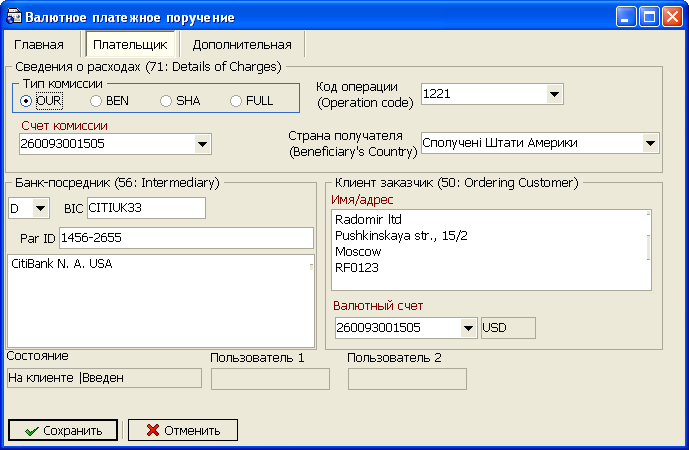 Валютное платежное поручение
Главная Плательщик Дополнительная
Сведения о расходах (71: Details of Charges)
Тип комиссии
OUR BEN SHA FULL
Код операции
(Operation code)
1221
Счет комиссии
260093001505
Страна получателя
(Beneficiary's Country)
Сполучені Штати Америки
Банк-посредник (56: Intermediary)
D BIC CITIUK33
Par ID 1456-2655
CitiBank N. A. USA
Клиент заказчик (50: Ordering Customer)
Имя/адрес
Radomir ltd
Pushkinskaya str., 15/2
Moscow
RF0123
Валютный счет
260093001505 USD
Состояние Пользователь 1 Пользователь 2
На клиенте |Введен
Сохранить Отменить